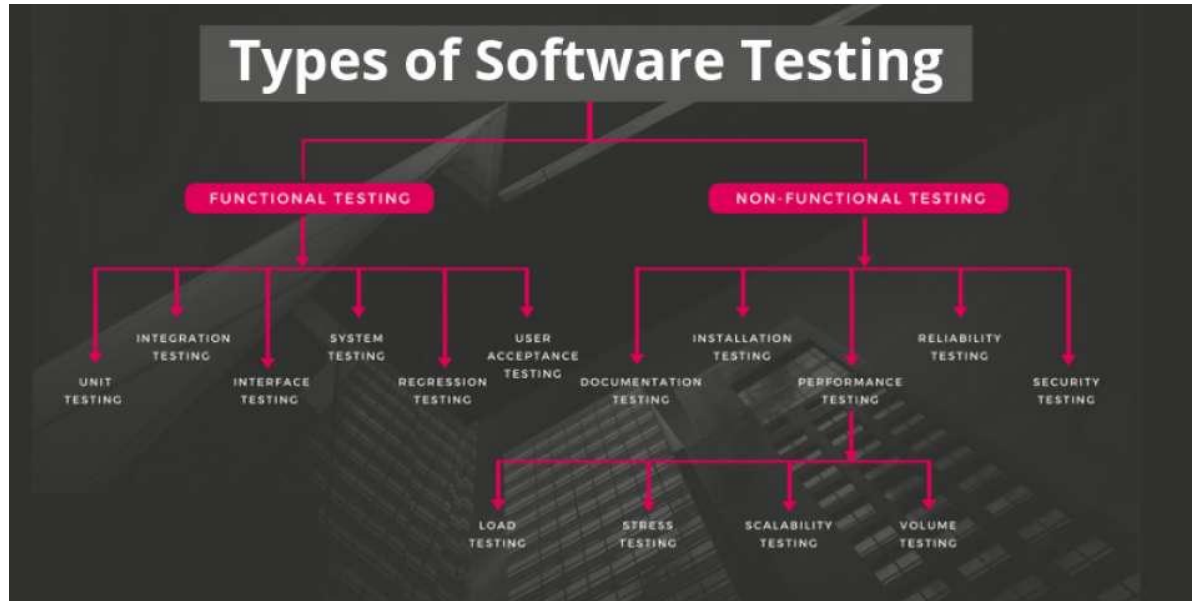 Types of Software Testing
FUNCTIONAL TESTING
NON-FUNCTIONAL TESTING
UNIT
TESTING
INTEGRATION
TESTING
INTERFACE
TESTING
SYSTEM
TESTING
REGRESSION
TESTING
USER
ACCEPTANCE
TESTING
DOCUMENTATION
TESTING
INSTALLATION
TESTING
PERFORMANCE
TESTING
RELIABILITY
TESTING
SECURITY
TESTING
LOAD
TESTING
STRESS
TESTING
SCALABILITY
TESTING
VOLUME
TESTING